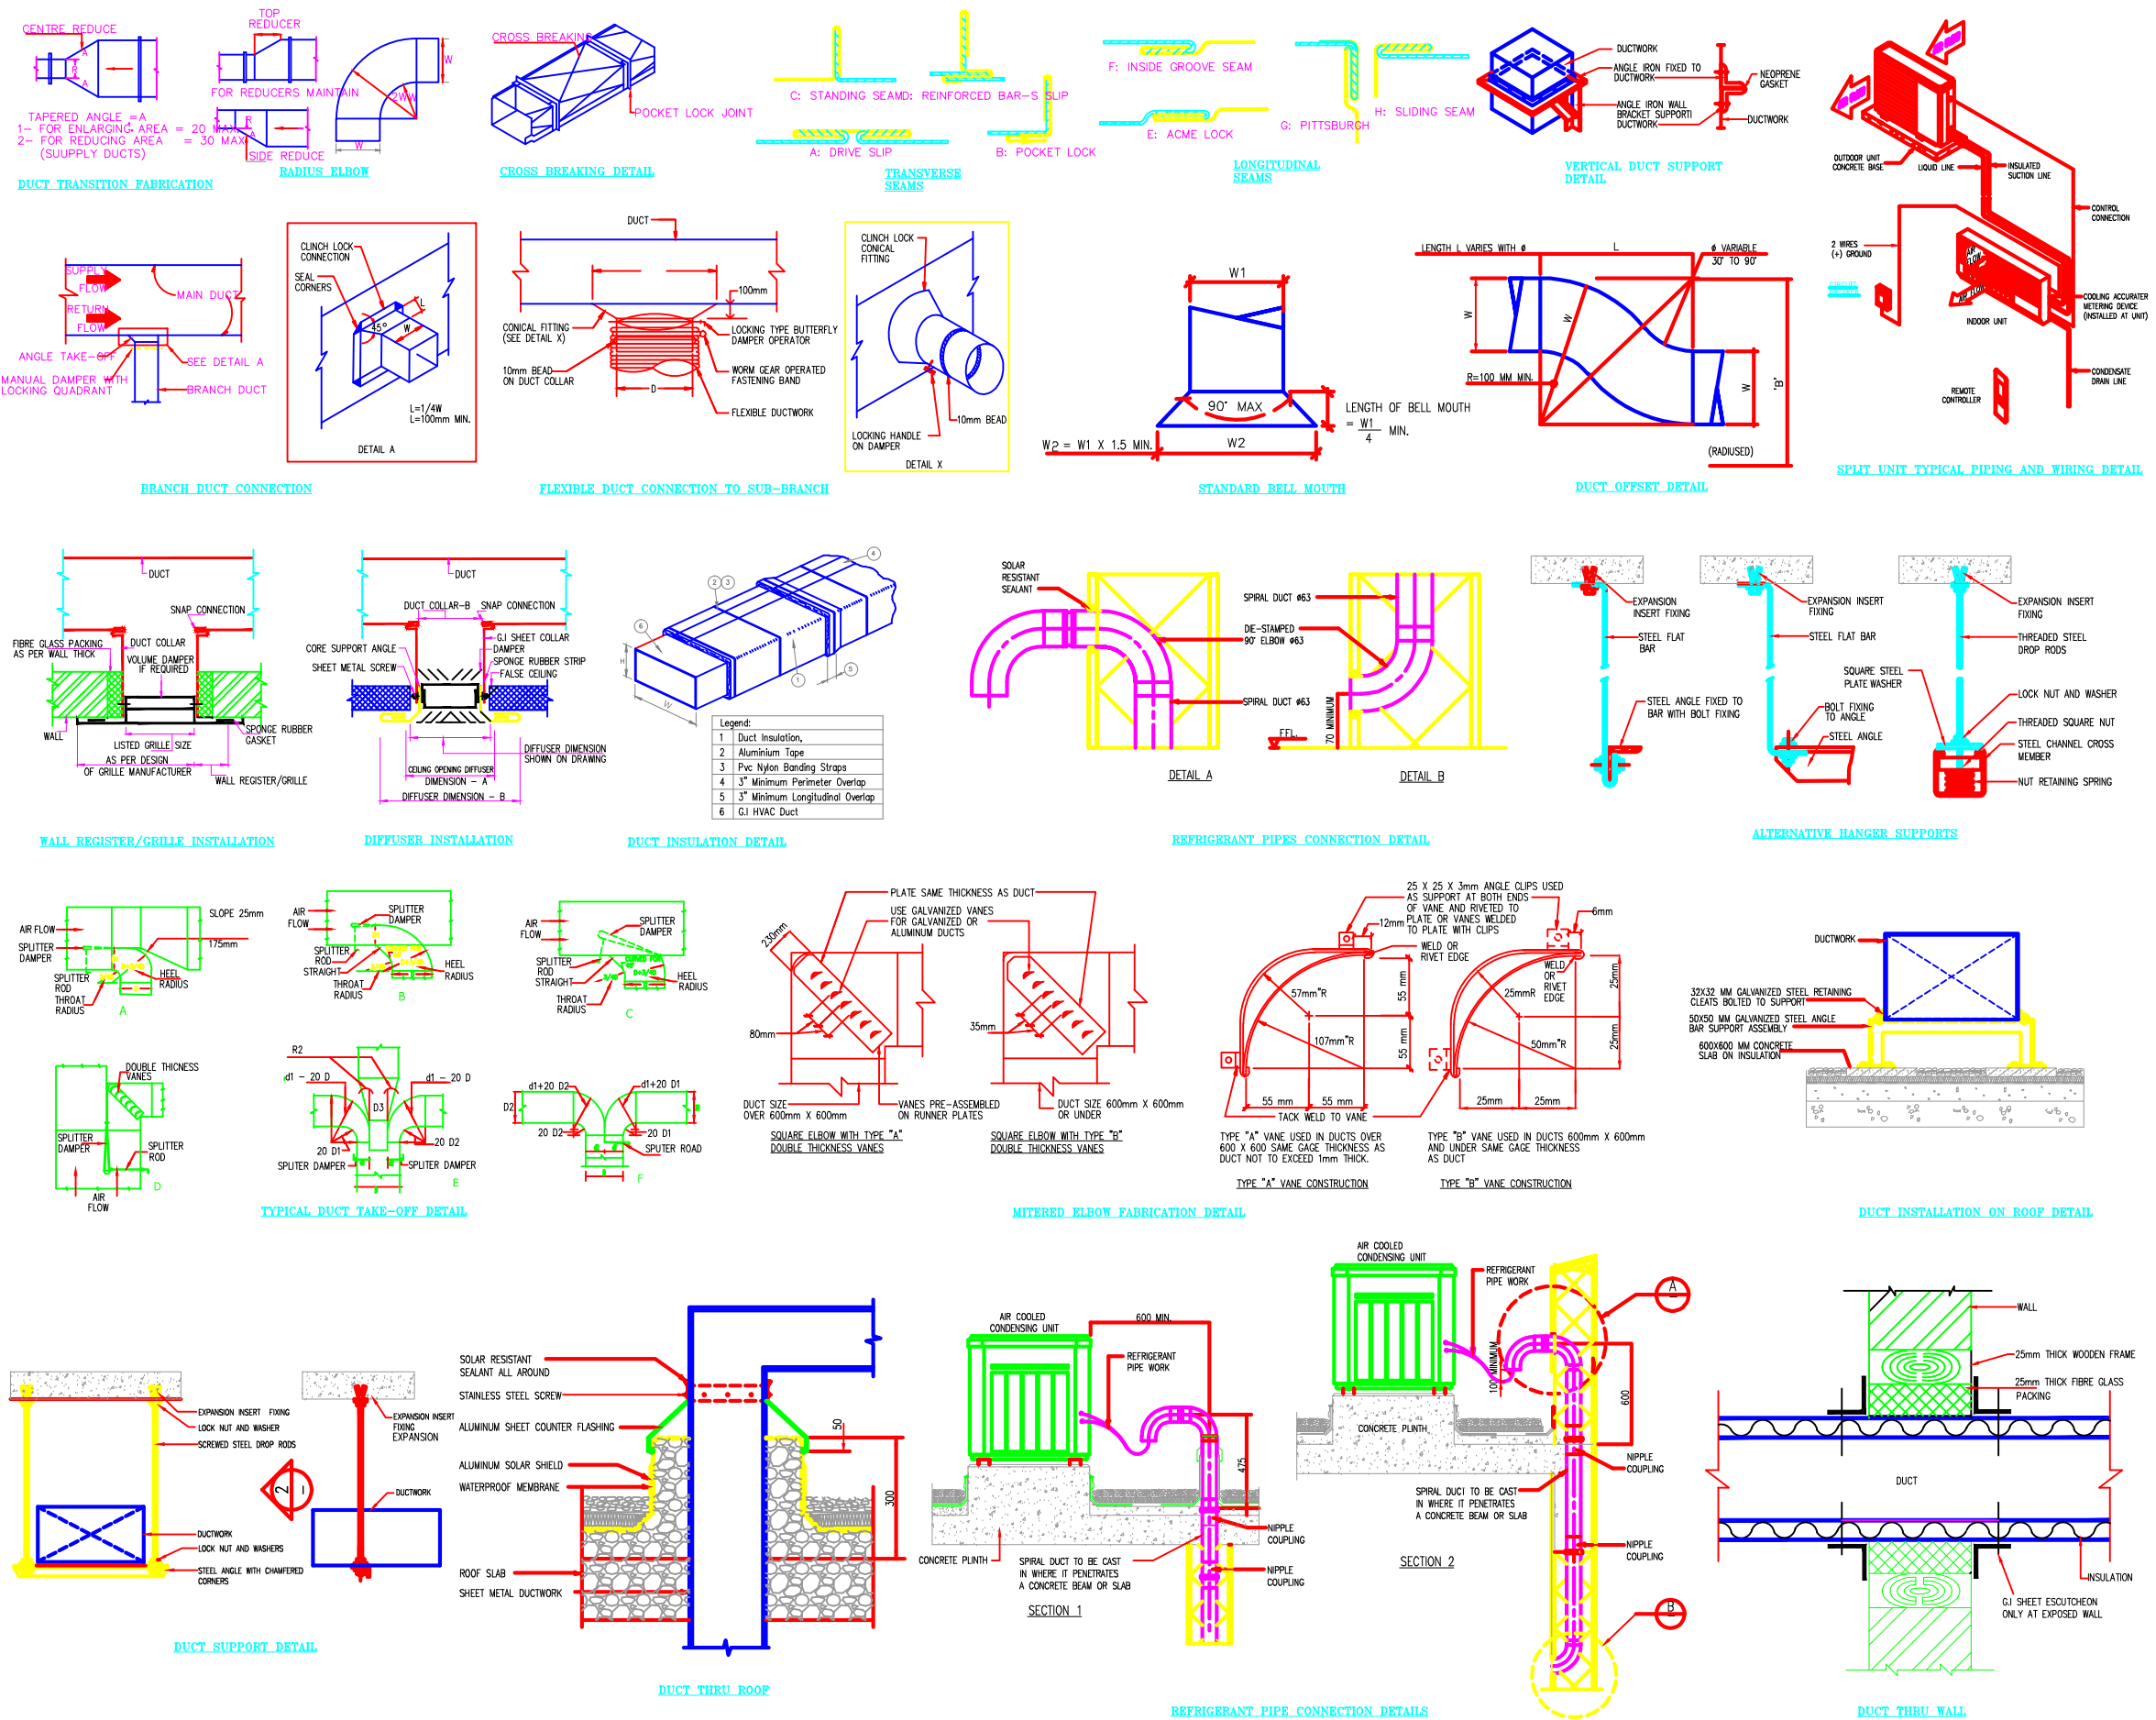 CENTRE REDUCE
A
R
A
TAPERED ANGLE =A
1- FOR ENLARGING AREA = 20 MAX
2- FOR REDUCING AREA = 30 MAX
(SUUPPLY DUCTS)
DUCT TRANSITION FABRICATION
TOP
REDUCER
FOR REDUCERS MAINTAIN
R
A
SIDE REDUCE
W
2WW
W
RADIUS ELBOW
CROSS BREAKING
POCKET LOCK JOINT
CROSS BREAKING DETAIL
C: STANDING SEAM
D: REINFORCED BAR-S SLIP
A: DRIVE SLIP
B: POCKET LOCK
TRANSVERSE
SEAMS
F: INSIDE GROOVE SEAM
E: ACME LOCK
G: PITTSBURGH
H: SLIDING SEAM
LONGITUDINAL
SEAMS
DUCTWORK
ANGLE IRON FIXED TO
DUCTWORK
ANGLE IRON WALL
BRACKET SUPPORTI
DUCTWORK
NEOPRENE
GASKET
DUCTWORK
VERTICAL DUCT SUPPORT
DETAIL
OUTDOOR UNIT
CONCRETE BASE
LIQUID LINE
INSULATED
SUCTION LINE
CONTROL
CONNECTION
2 WIRES
(+) GROUND
AIR
FLOW
AIR FLOW
INDOOR UNIT
COOLING ACCURATER
METERING DEVICE
(INSTALLED AT UNIT)
CONDENSATE
DRAIN LINE
REMOTE
CONTROLLER
SPLIT UNIT TYPICAL PIPING AND WIRING DETAIL
SUPPLY
FLOW
RETURN
FLOW
MAIN DUCT
ANGLE TAKE-OFF
SEE DETAIL A
MANUAL DAMPER WITH
LOCKING QUADRANT
BRANCH DUCT
BRANCH DUCT CONNECTION
CLINCH LOCK
CONNECTION
SEAL
CORNERS
45°
L
W
L=1/4W
L=100mm MIN.
DETAIL A
DUCT
100mm
CONICAL FITTING
(SEE DETAIL X)
LOCKING TYPE BUTTERFLY
DAMPER OPERATOR
10mm BEAD
ON DUCT COLLAR
WORM GEAR OPERATED
FASTENING BAND
D
FLEXIBLE DUCTWORK
FLEXIBLE DUCT CONNECTION TO SUB-BRANCH
CLINCH LOCK
CONICAL
FITTING
10mm BEAD
LOCKING HANDLE
ON DAMPER
DETAIL X
W1
90° MAX
LENGTH OF BELL MOUTH
= W1
4 MIN.
W2 = W1 X 1.5 MIN.
W2
STANDARD BELL MOUTH
LENGTH L VARIES WITH ø
L
ø VARIABLE
30° TO 90°
W
W
R=100 MM MIN.
W
'B'
(RADIUSED)
DUCT OFFSET DETAIL
DUCT
SNAP CONNECTION
FIBRE GLASS PACKING
AS PER WALL THICK
DUCT COLLAR
VOLUME DAMPER
IF REQUIRED
WALL
SPONGE RUBBER
GASKET
LISTED GRILLE SIZE
AS PER DESIGN
OF GRILLE MANUFACTURER
WALL REGISTER/GRILLE
WALL REGISTER/GRILLE INSTALLATION
DUCT
DUCT COLLAR-B
SNAP CONNECTION
G.I SHEET COLLAR
CORE SUPPORT ANGLE
DAMPER
SHEET METAL SCREW
SPONGE RUBBER STRIP
FALSE CEILING
DIFFUSER DIMENSION
SHOWN ON DRAWING
CEILING OPENING DIFFUSER
DIMENSION - A
DIFFUSER DIMENSION - B
DIFFUSER INSTALLATION
4
2 3
6
H
W
1
5
Legend:
1 Duct Insulation,
2 Aluminium Tape
3 Pvc Nylon Banding Straps
4 3" Minimum Perimeter Overlap
5 3" Minimum Longitudinal Overlap
6 G.I HVAC Duct
DUCT INSULATION DETAIL
SOLAR
RESISTANT
SEALANT
SPIRAL DUCT ø63
DIE-STAMPED
90° ELBOW ø63
SPIRAL DUCT ø63
FFL.
70 MINIMUM
DETAIL A
DETAIL B
REFRIGERANT PIPES CONNECTION DETAIL
EXPANSION
INSERT FIXING
STEEL FLAT
BAR
STEEL ANGLE FIXED TO
BAR WITH BOLT FIXING
EXPANSION INSERT
FIXING
STEEL FLAT BAR
BOLT FIXING
TO ANGLE
STEEL ANGLE
EXPANSION INSERT
FIXING
THREADED STEEL
DROP RODS
SQUARE STEEL
PLATE WASHER
LOCK NUT AND WASHER
THREADED SQUARE NUT
STEEL CHANNEL CROSS
MEMBER
NUT RETAINING SPRING
ALTERNATIVE HANGER SUPPORTS
AIR FLOW
SLOPE 25mm
175mm
SPLITTER
DAMPER
SPLITTER
ROD
THROAT
RADIUS
HEEL
RADIUS
A
AIR
FLOW
SPLITTER
DAMPER
SPLITTER
ROD
STRAIGHT
THROAT
RADIUS
HEEL
RADIUS
B
AIR
FLOW
SPLITTER
DAMPER
SPLITTER
ROD
STRAIGHT
D+3/4D
THROAT
RADIUS
HEEL
RADIUS
C
DOUBLE THICNESS
VANES
SPLITTER
DAMPER
SPLITTER
ROD
AIR
FLOW
D
R2
d1 - 20 D
d1 - 20 D
D3
20 D1
20 D2
SPLITER DAMPER
SPLITER DAMPER
E
d1+20 D2
d1+20 D1
D2
20 D2
20 D1
SPUTER ROAD
F
TYPICAL DUCT TAKE-OFF DETAIL
PLATE SAME THICKNESS AS DUCT
USE GALVANIZED VANES
FOR GALVANIZED OR
ALUMINUM DUCTS
230mm
80mm
35mm
DUCT SIZE
OVER 600mm X 600mm
VANES PRE-ASSEMBLED
ON RUNNER PLATES
DUCT SIZE 600mm X 600mm
OR UNDER
SQUARE ELBOW WITH TYPE "A"
DOUBLE THICKNESS VANES
SQUARE ELBOW WITH TYPE "B"
DOUBLE THICKNESS VANES
25 X 25 X 3mm ANGLE CLIPS USED
AS SUPPORT AT BOTH ENDS
OF VANE AND RIVETED TO
PLATE OR VANES WELDED
TO PLATE WITH CLIPS
12mm
6mm
WELD OR
RIVET EDGE
WELD
OR
RIVET
EDGE
57mm"R
107mm"R
55 mm
55 mm
55 mm
55 mm
25mmR
50mm"R
25mm
25mm
25mm
25mm
TACK WELD TO VANE
TYPE "A" VANE USED IN DUCTS OVER
600 X 600 SAME GAGE THICKNESS AS
DUCT NOT TO EXCEED 1mm THICK.
TYPE "B" VANE USED IN DUCTS 600mm X 600mm
AND UNDER SAME GAGE THICKNESS
AS DUCT
TYPE "A" VANE CONSTRUCTION
TYPE "B" VANE CONSTRUCTION
MITERED ELBOW FABRICATION DETAIL
DUCTWORK
32X32 MM GALVANIZED STEEL RETAINING
CLEATS BOLTED TO SUPPORT
50X50 MM GALVANIZED STEEL ANGLE
BAR SUPPORT ASSEMBLY
600X600 MM CONCRETE
SLAB ON INSULATION
DUCT INSTALLATION ON ROOF DETAIL
EXPANSION INSERT FIXING
LOCK NUT AND WASHER
SCREWED STEEL DROP RODS
DUCTWORK
LOCK NUT AND WASHERS
STEEL ANGLE WITH CHAMFERED
CORNERS
2
EXPANSION INSERT
FIXING
EXPANSION
DUCTWORK
DUCT SUPPORT DETAIL
SOLAR RESISTANT
SEALANT ALL AROUND
STAINLESS STEEL SCREW
ALUMINUM SHEET COUNTER FLASHING
ALUMINUM SOLAR SHIELD
WATERPROOF MEMBRANE
ROOF SLAB
SHEET METAL DUCTWORK
50
300
DUCT THRU ROOF
AIR COOLED
CONDENSING UNIT
600 MIN.
REFRIGERANT
PIPE WORK
475
NIPPLE
COUPLING
NIPPLE
COUPLING
CONCRETE PLINTH
SPIRAL DUCT TO BE CAST
IN WHERE IT PENETRATES
A CONCRETE BEAM OR SLAB
SECTION 1
AIR COOLED
CONDENSING UNIT
REFRIGERANT
PIPE WORK
A
100 MINIMUM
600
CONCRETE PLINTH
NIPPLE
COUPLING
SPIRAL DUCT TO BE CAST
IN WHERE IT PENETRATES
A CONCRETE BEAM OR SLAB
NIPPLE
COUPLING
SECTION 2
B
REFRIGERANT PIPE CONNECTION DETAILS
WALL
25mm THICK WOODEN FRAME
25mm THICK FIBRE GLASS
PACKING
DUCT
INSULATION
G.I SHEET ESCUTCHEON
ONLY AT EXPOSED WALL
DUCT THRU WALL